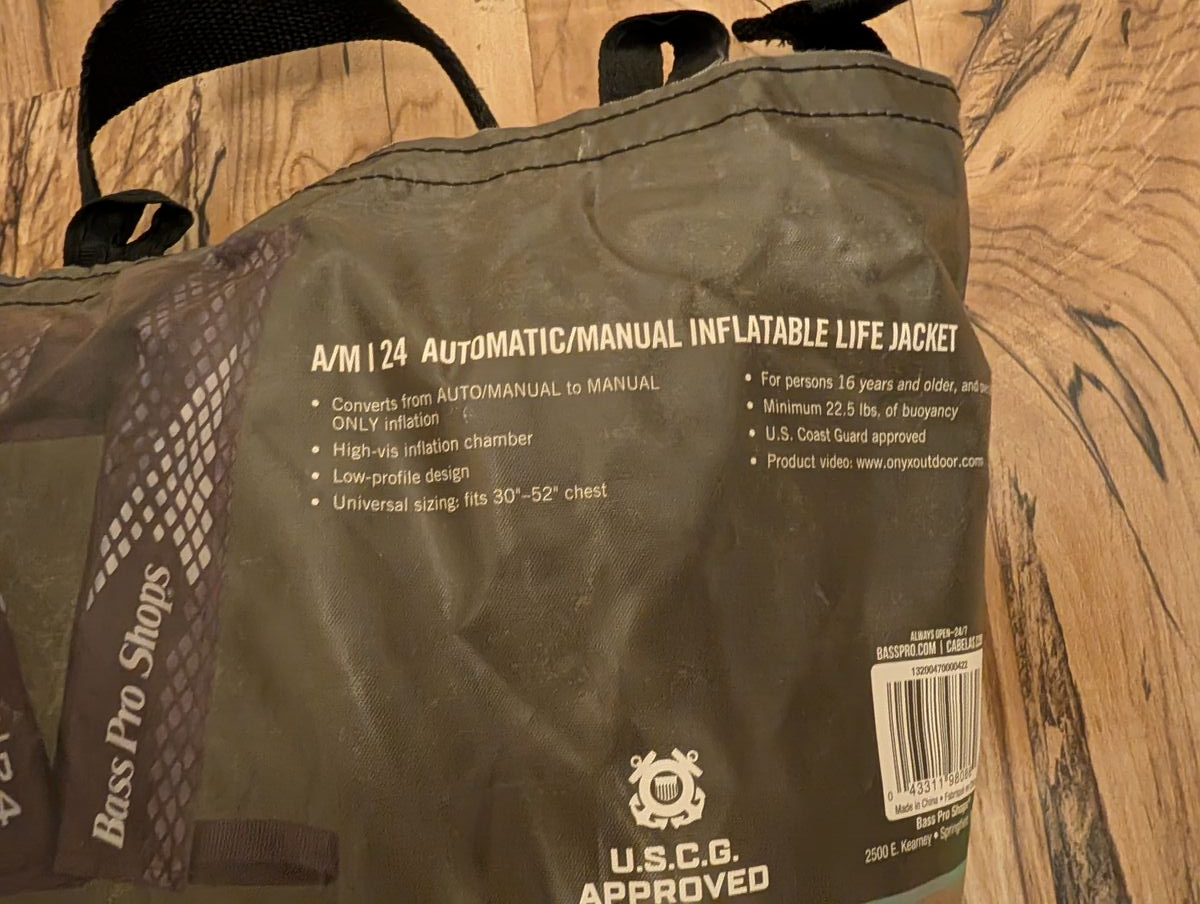 A/M | 24 AUTOMATIC/MANUAL INFLATABLE LIFE JACKET
• Converts from AUTO/MANUAL to MANUAL
ONLY inflation
• High-vis inflation chamber
• Low-profile design
• Universal sizing: fits 30"–52" chest
• For persons 16 years and older, and
• Minimum 22.5 lbs. of buoyancy
• U.S. Coast Guard approved
• Product video: www.onyxoutdoor.com
Bass Pro Shops
ALWAYS OPEN–24/7
BASSPRO.COM | CABELAS.COM
13200470000422
0 43311
Made in China •
Bass Pro Shops
2500 E. Kearney •
U.S.C.G.
APPROVED